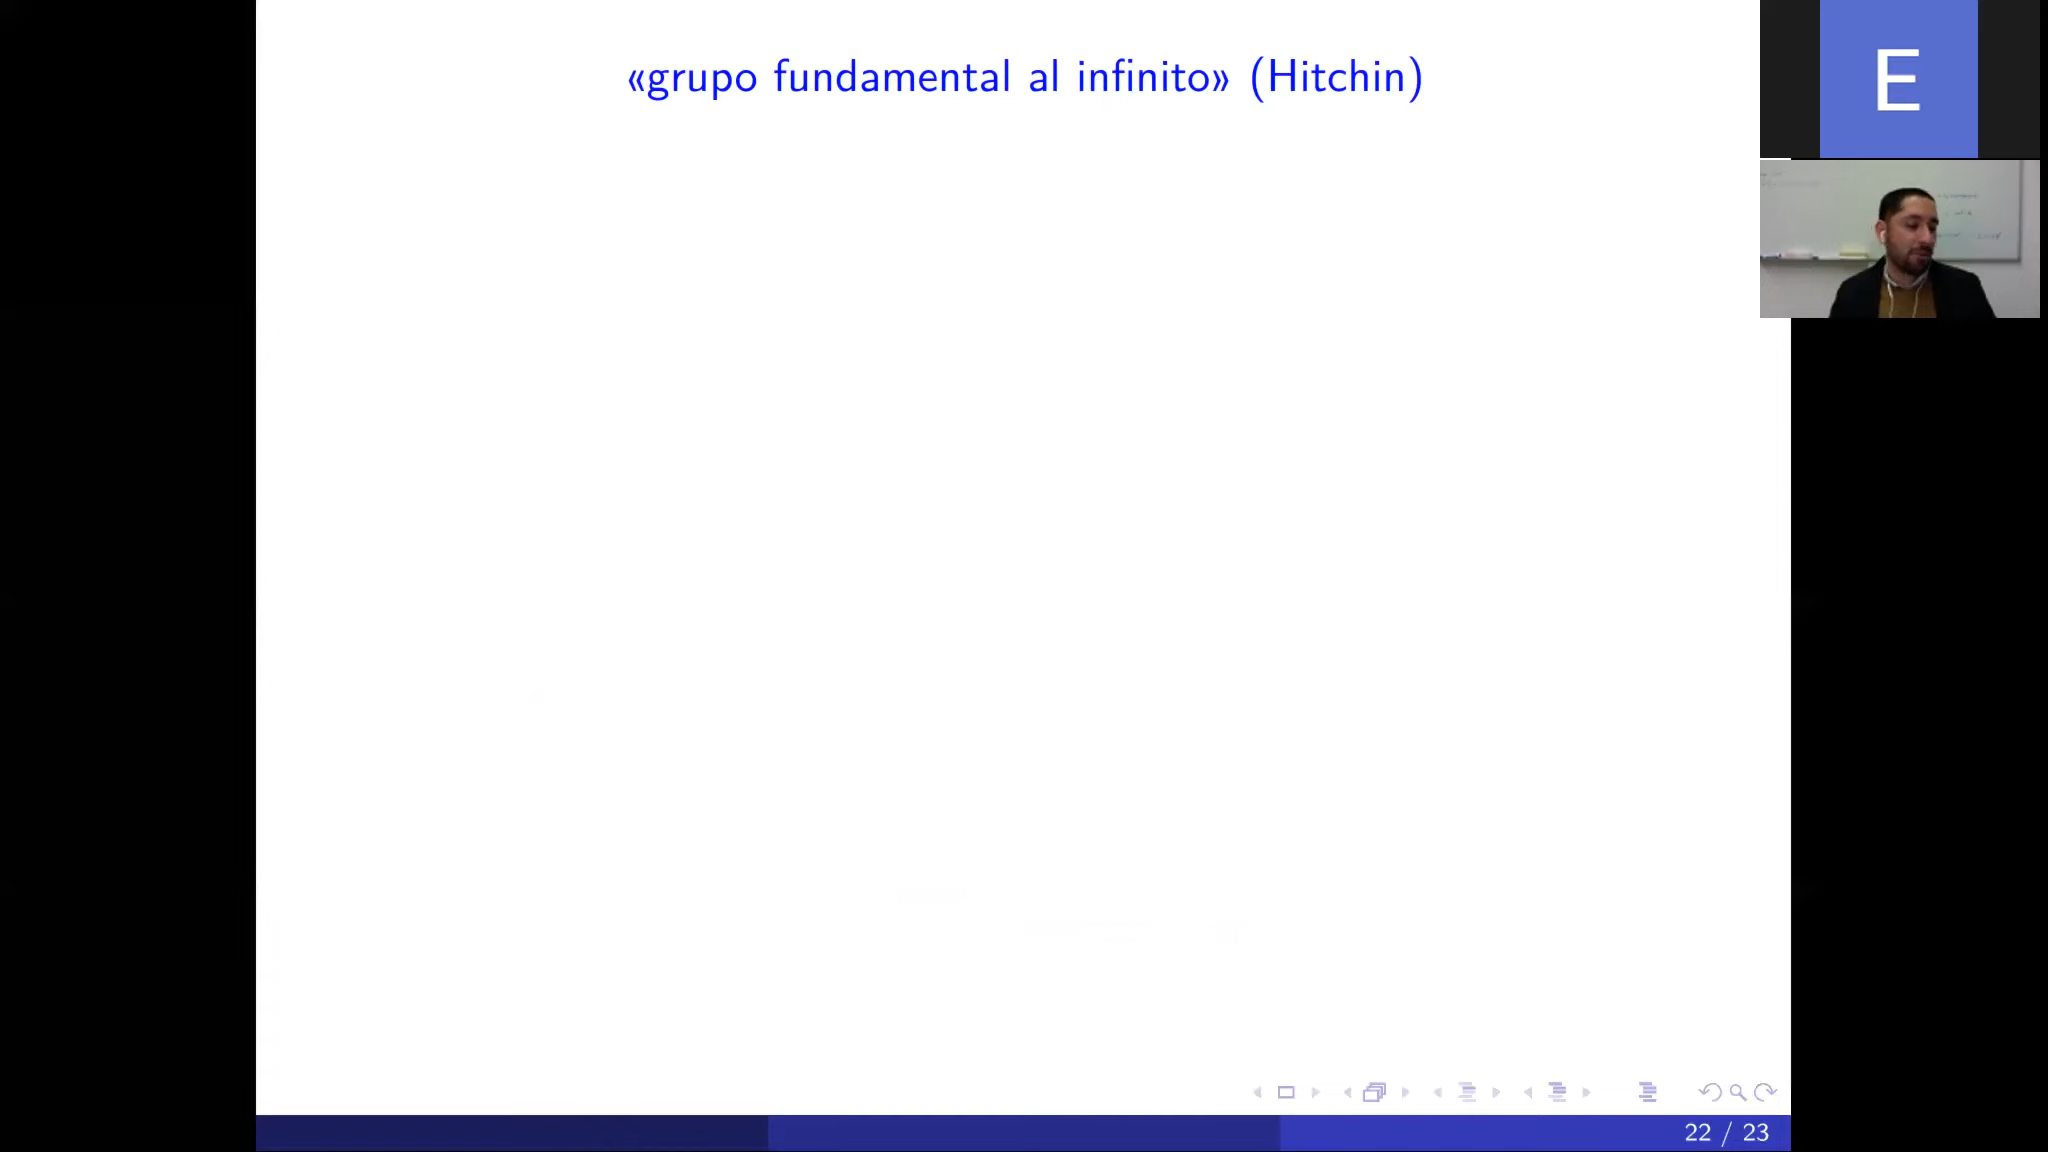 «grupo fundamental al infinito» (Hitchin)
E
22 / 23